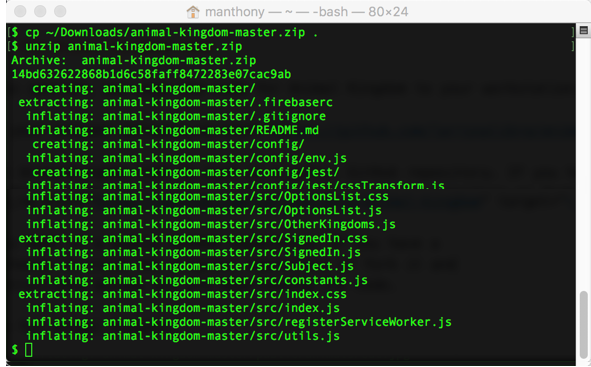 manthony — ~ — -bash — 80×24
[$ cp ~/Downloads/animal-kingdom-master.zip . ]
[$ unzip animal-kingdom-master.zip ]
Archive:  animal-kingdom-master.zip
14bd632622868b1d6c58faff8472283e07cac9ab
   creating: animal-kingdom-master/
 extracting: animal-kingdom-master/.firebaserc
  inflating: animal-kingdom-master/.gitignore
  inflating: animal-kingdom-master/README.md
   creating: animal-kingdom-master/config/
  inflating: animal-kingdom-master/config/env.js
   creating: animal-kingdom-master/config/jest/
  inflating: animal-kingdom-master/config/jest/cssTransform.js
  inflating: animal-kingdom-master/src/OptionsList.css
  inflating: animal-kingdom-master/src/OptionsList.js
  inflating: animal-kingdom-master/src/OtherKingdoms.js
 extracting: animal-kingdom-master/src/SignedIn.css
  inflating: animal-kingdom-master/src/SignedIn.js
  inflating: animal-kingdom-master/src/Subject.js
  inflating: animal-kingdom-master/src/constants.js
 extracting: animal-kingdom-master/src/index.css
  inflating: animal-kingdom-master/src/index.js
  inflating: animal-kingdom-master/src/registerServiceWorker.js
  inflating: animal-kingdom-master/src/utils.js
$